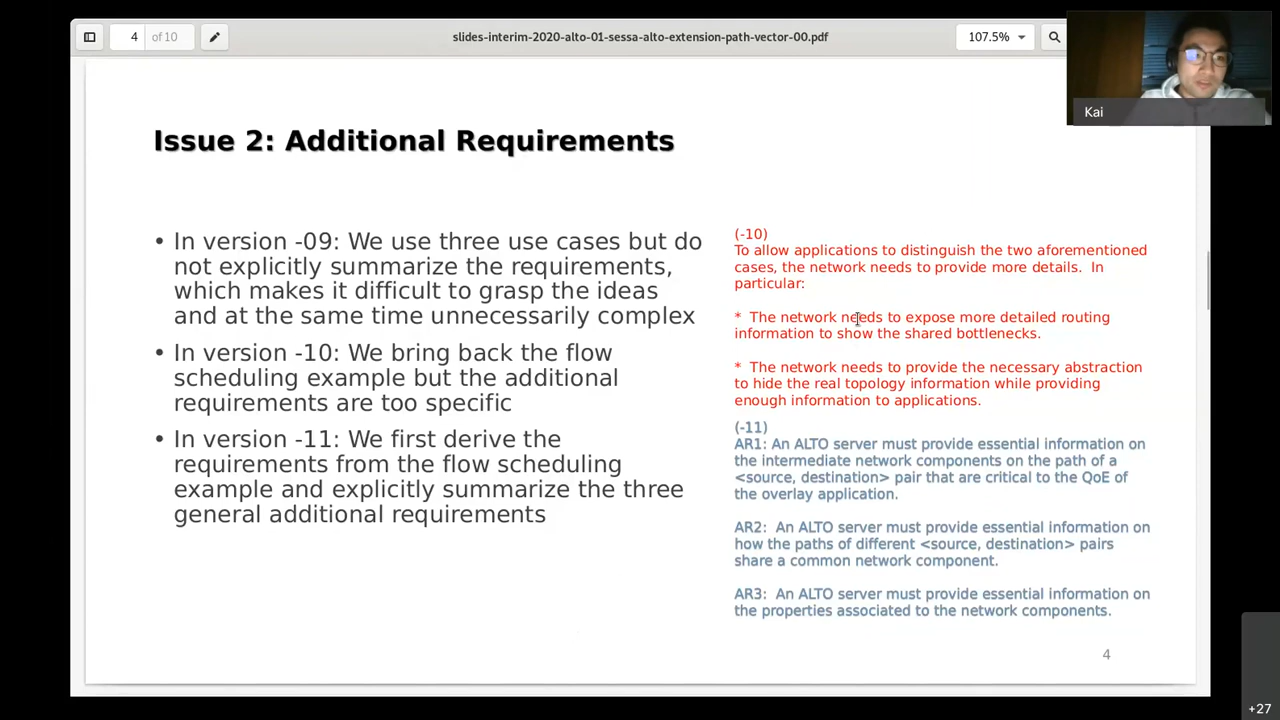 4 of 10
slides-interim-2020-alto-01-sessa-alto-extension-path-vector-00.pdf
107.5%
Kai
Issue 2: Additional Requirements
• In version -09: We use three use cases but do
not explicitly summarize the requirements,
which makes it difficult to grasp the ideas
and at the same time unnecessarily complex
• In version -10: We bring back the flow
scheduling example but the additional
requirements are too specific
• In version -11: We first derive the
requirements from the flow scheduling
example and explicitly summarize the three
general additional requirements
(-10)
To allow applications to distinguish the two aforementioned
cases, the network needs to provide more details. In
particular:
* The network needs to expose more detailed routing
information to show the shared bottlenecks.
* The network needs to provide the necessary abstraction
to hide the real topology information while providing
enough information to applications.
(-11)
AR1: An ALTO server must provide essential information on
the intermediate network components on the path of a
<source, destination> pair that are critical to the QoE of
the overlay application.
AR2: An ALTO server must provide essential information on
how the paths of different <source, destination> pairs
share a common network component.
AR3: An ALTO server must provide essential information on
the properties associated to the network components.
4
+27